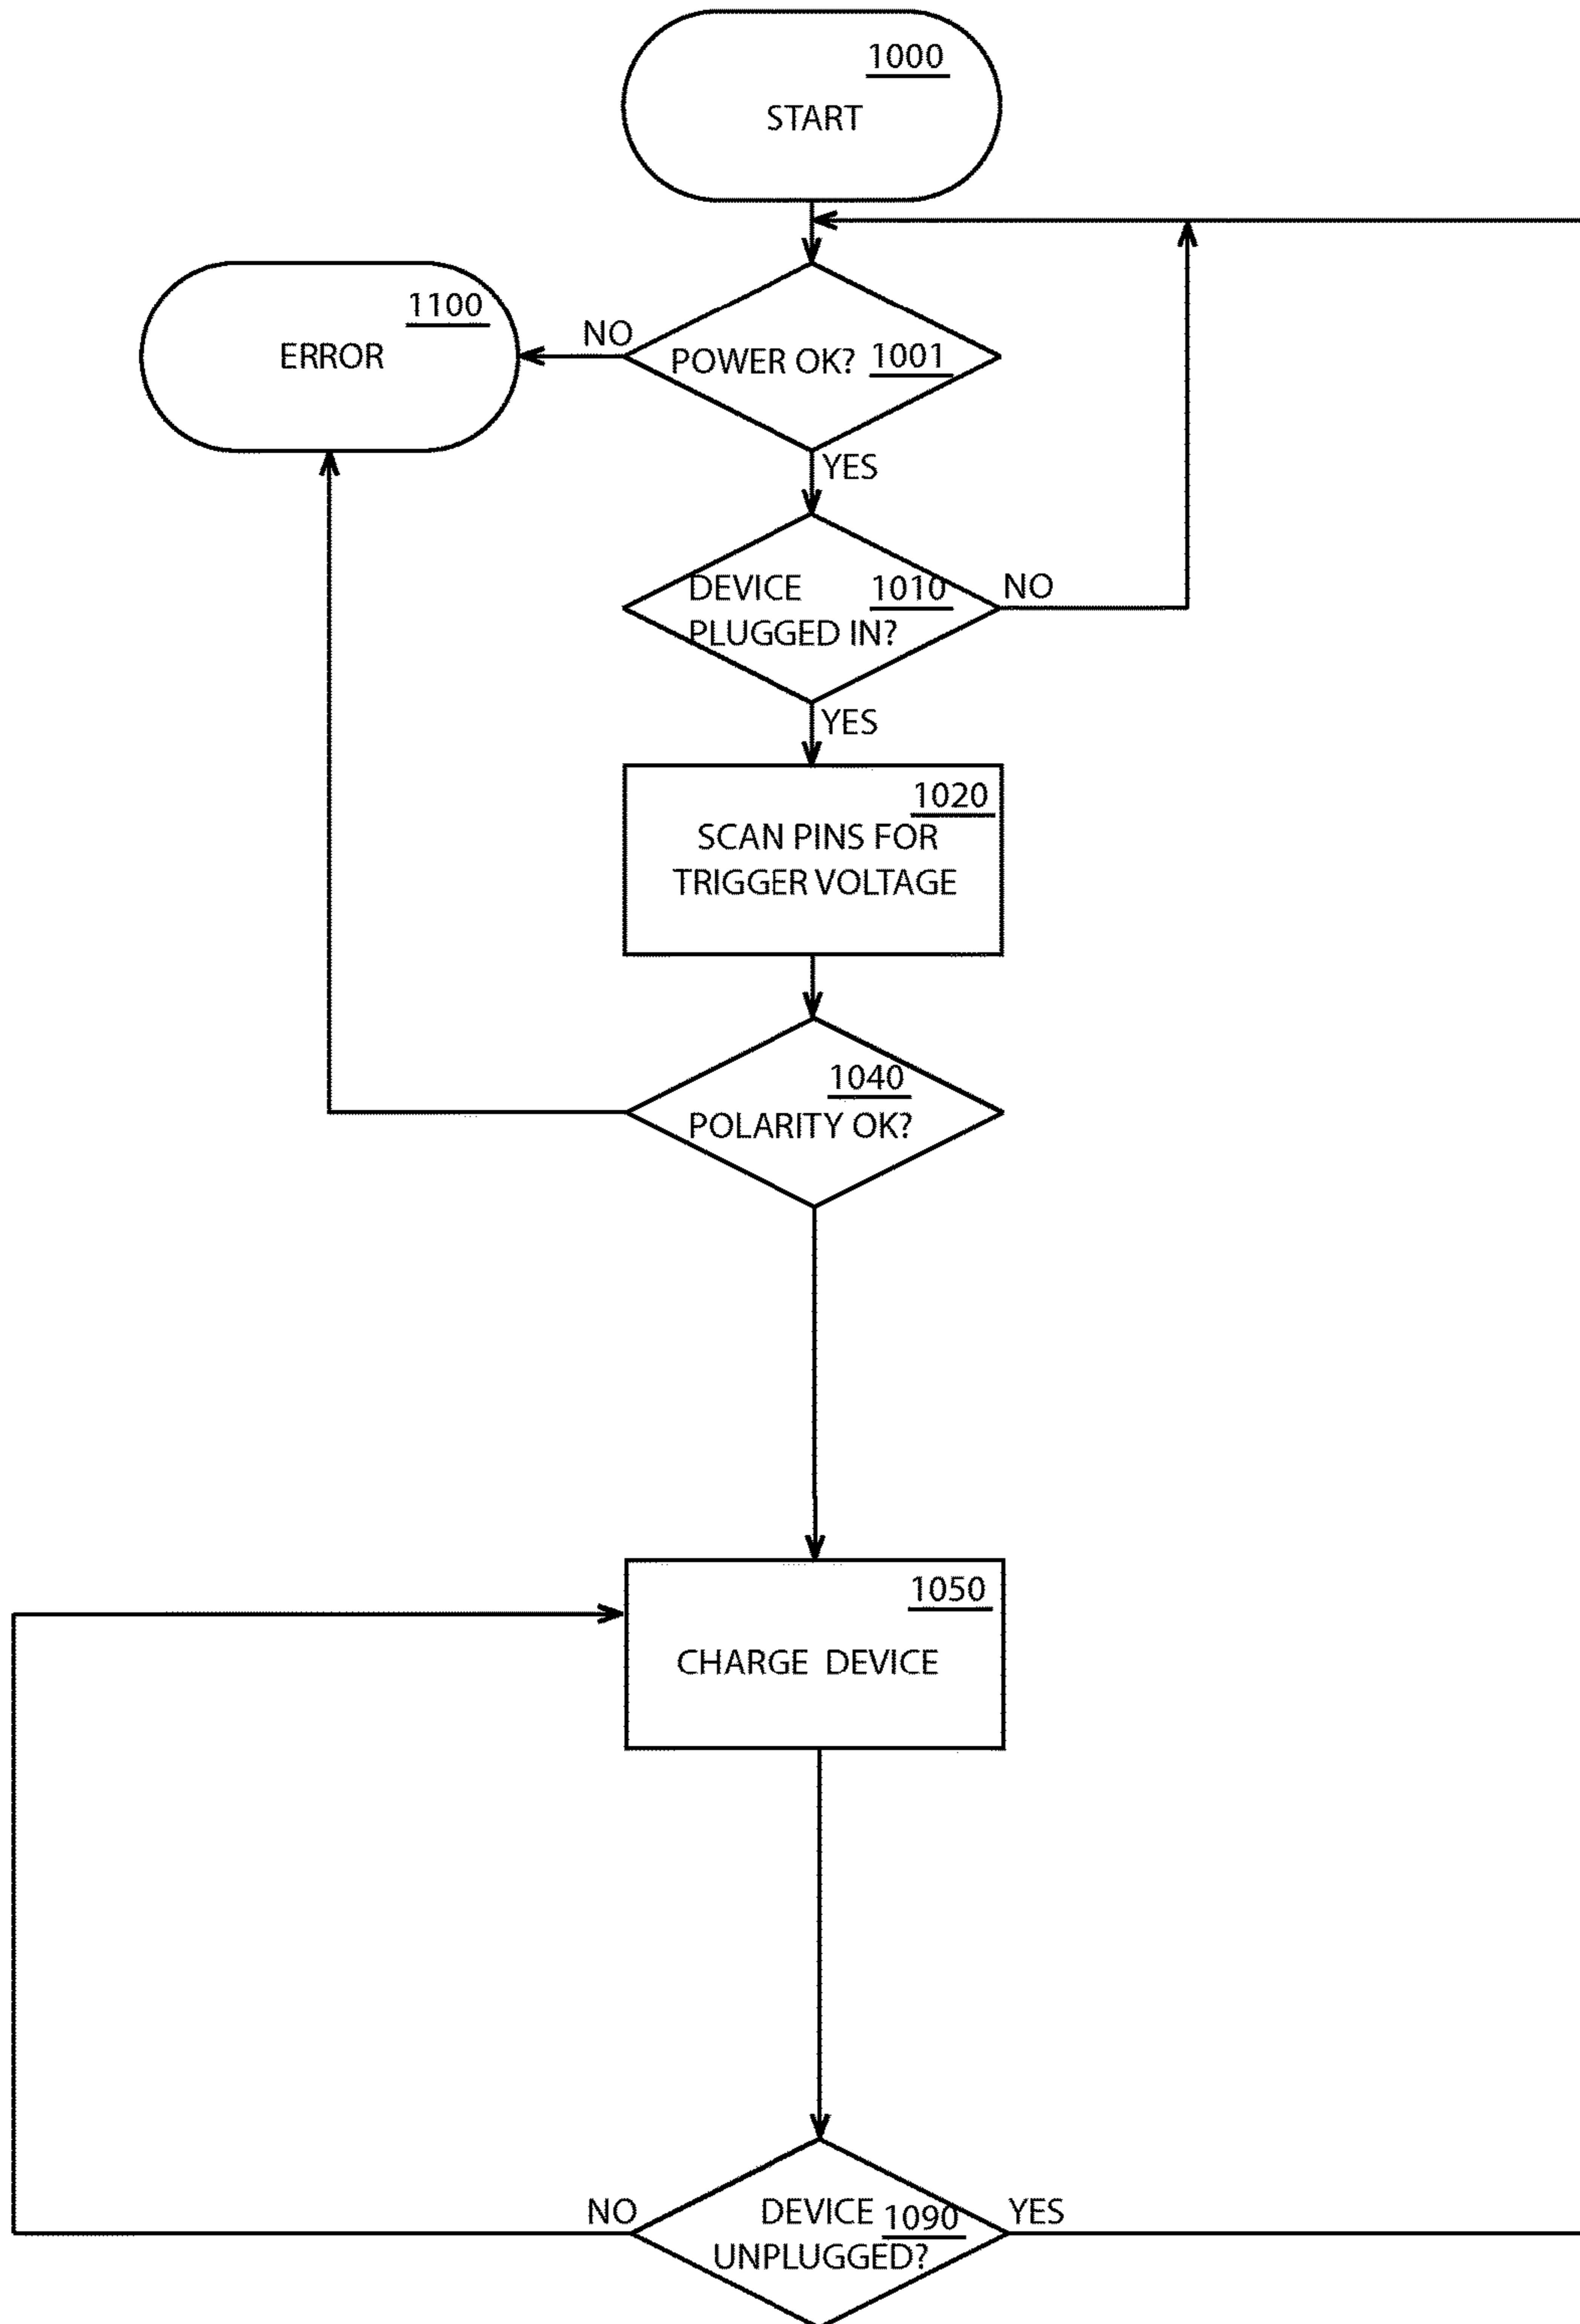 1000
START
1100
ERROR
NO
POWER OK? 1001
YES
DEVICE 1010
PLUGGED IN?
NO
YES
1020
SCAN PINS FOR
TRIGGER VOLTAGE
1040
POLARITY OK?
1050
CHARGE DEVICE
NO
DEVICE 1090
UNPLUGGED?
YES